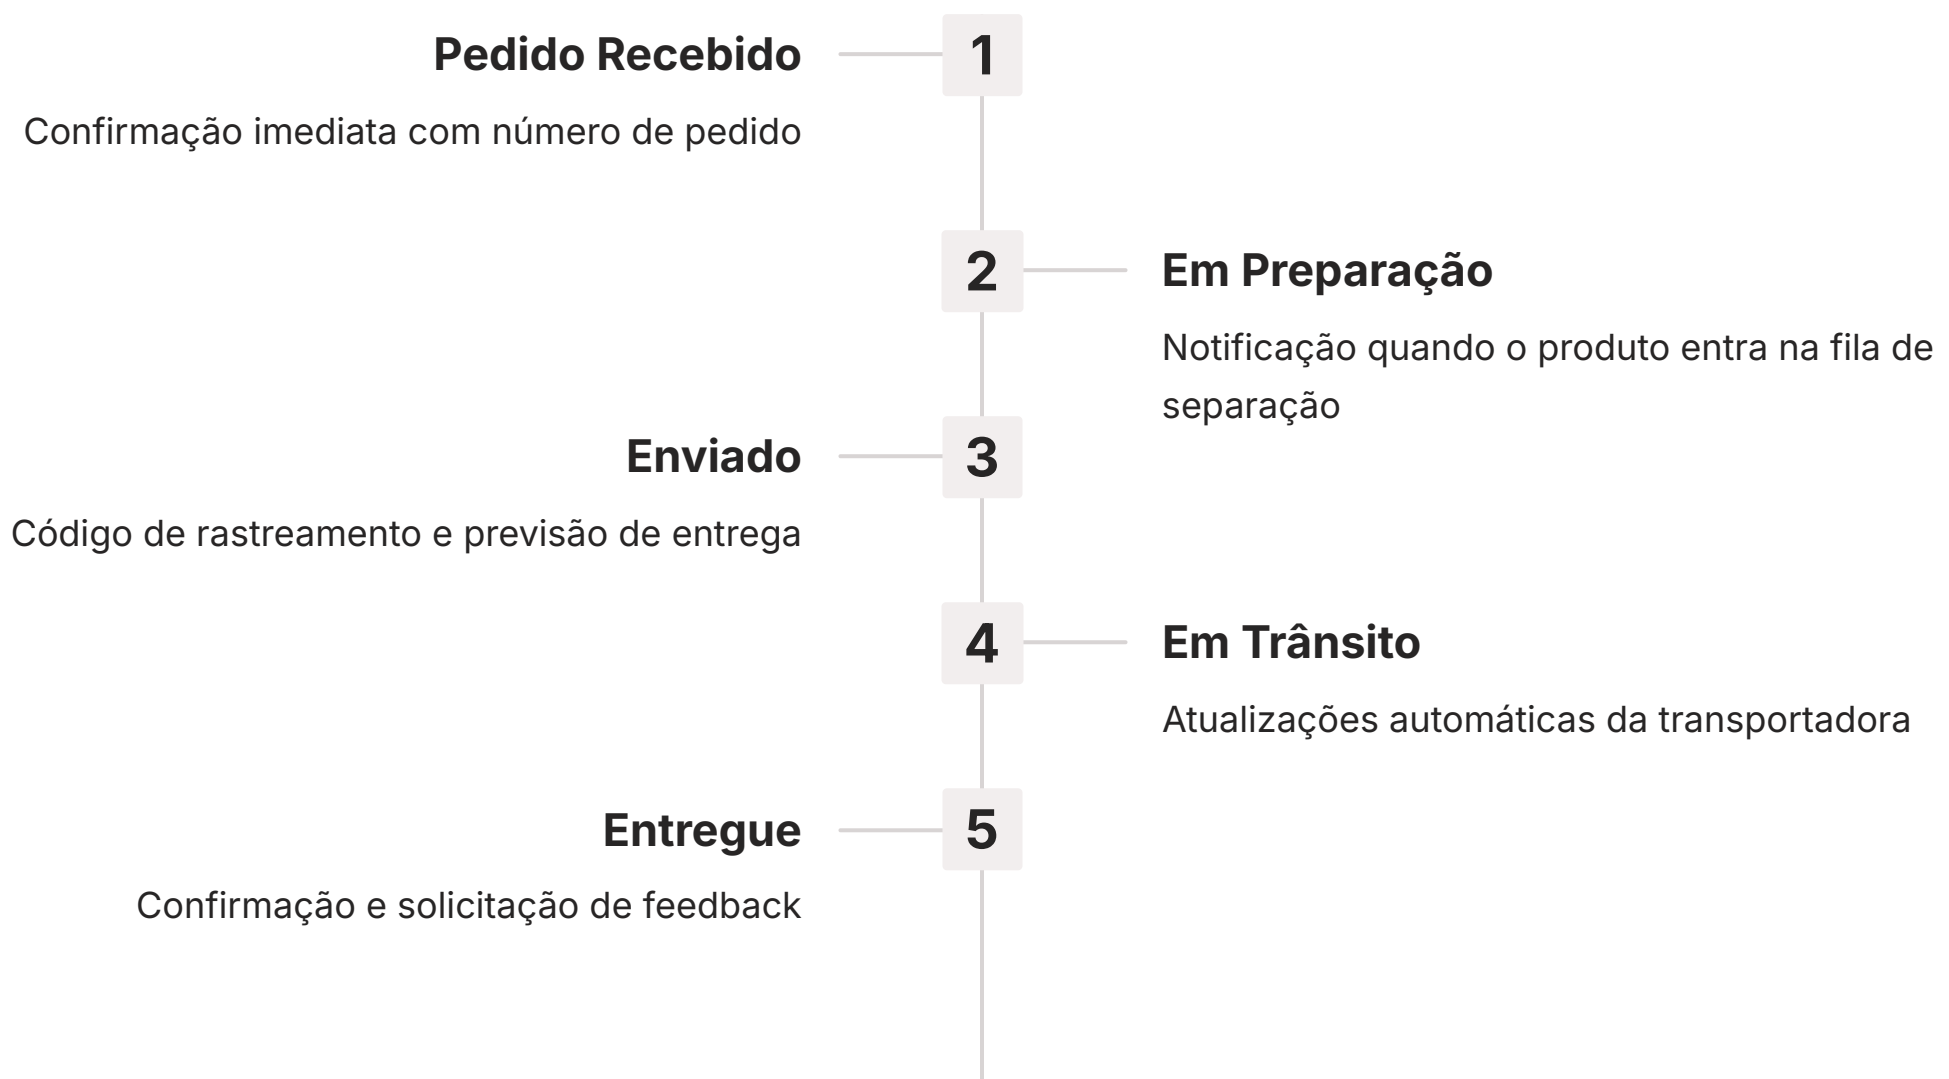 Pedido Recebido
1
Confirmação imediata com número de pedido
2
Em Preparação
Notificação quando o produto entra na fila de
separação
Enviado
3
Código de rastreamento e previsão de entrega
4
Em Trânsito
Atualizações automáticas da transportadora
Entregue
5
Confirmação e solicitação de feedback